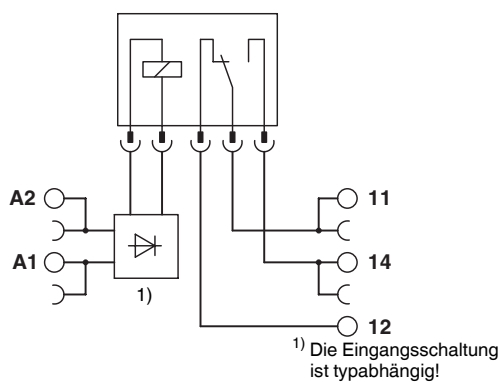 A2
11
A1
14
1)
12
1) Die Eingangsschaltung
ist typabhängig!